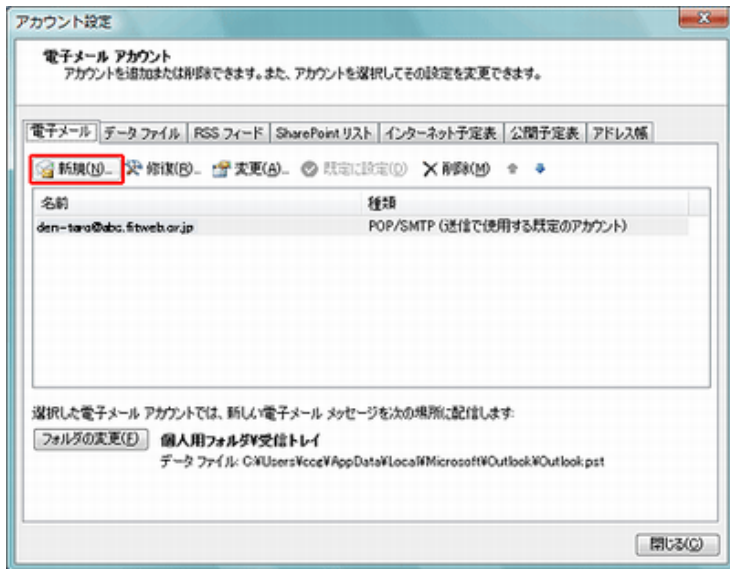 アカウント設定
電子メール アカウント
アカウントを追加または削除できます。また、アカウントを選択してその設定を変更できます。
電子メール データ ファイル RSS フィード SharePoint リスト インターネット予定表 公開予定表 アドレス帳
新規(N)... 修復(R)... 変更(A)... 既定に設定(D) 削除(M)
名前 種類
den-taro@abc.fitweb.or.jp POP/SMTP (送信で使用する既定のアカウント)
選択した電子メール アカウントでは、新しい電子メール メッセージを次の場所に配信します:
フォルダの変更(F) 個人用フォルダ¥受信トレイ
データ ファイル: C:¥Users¥ccg¥AppData¥Local¥Microsoft¥Outlook¥Outlook.pst
閉じる(C)